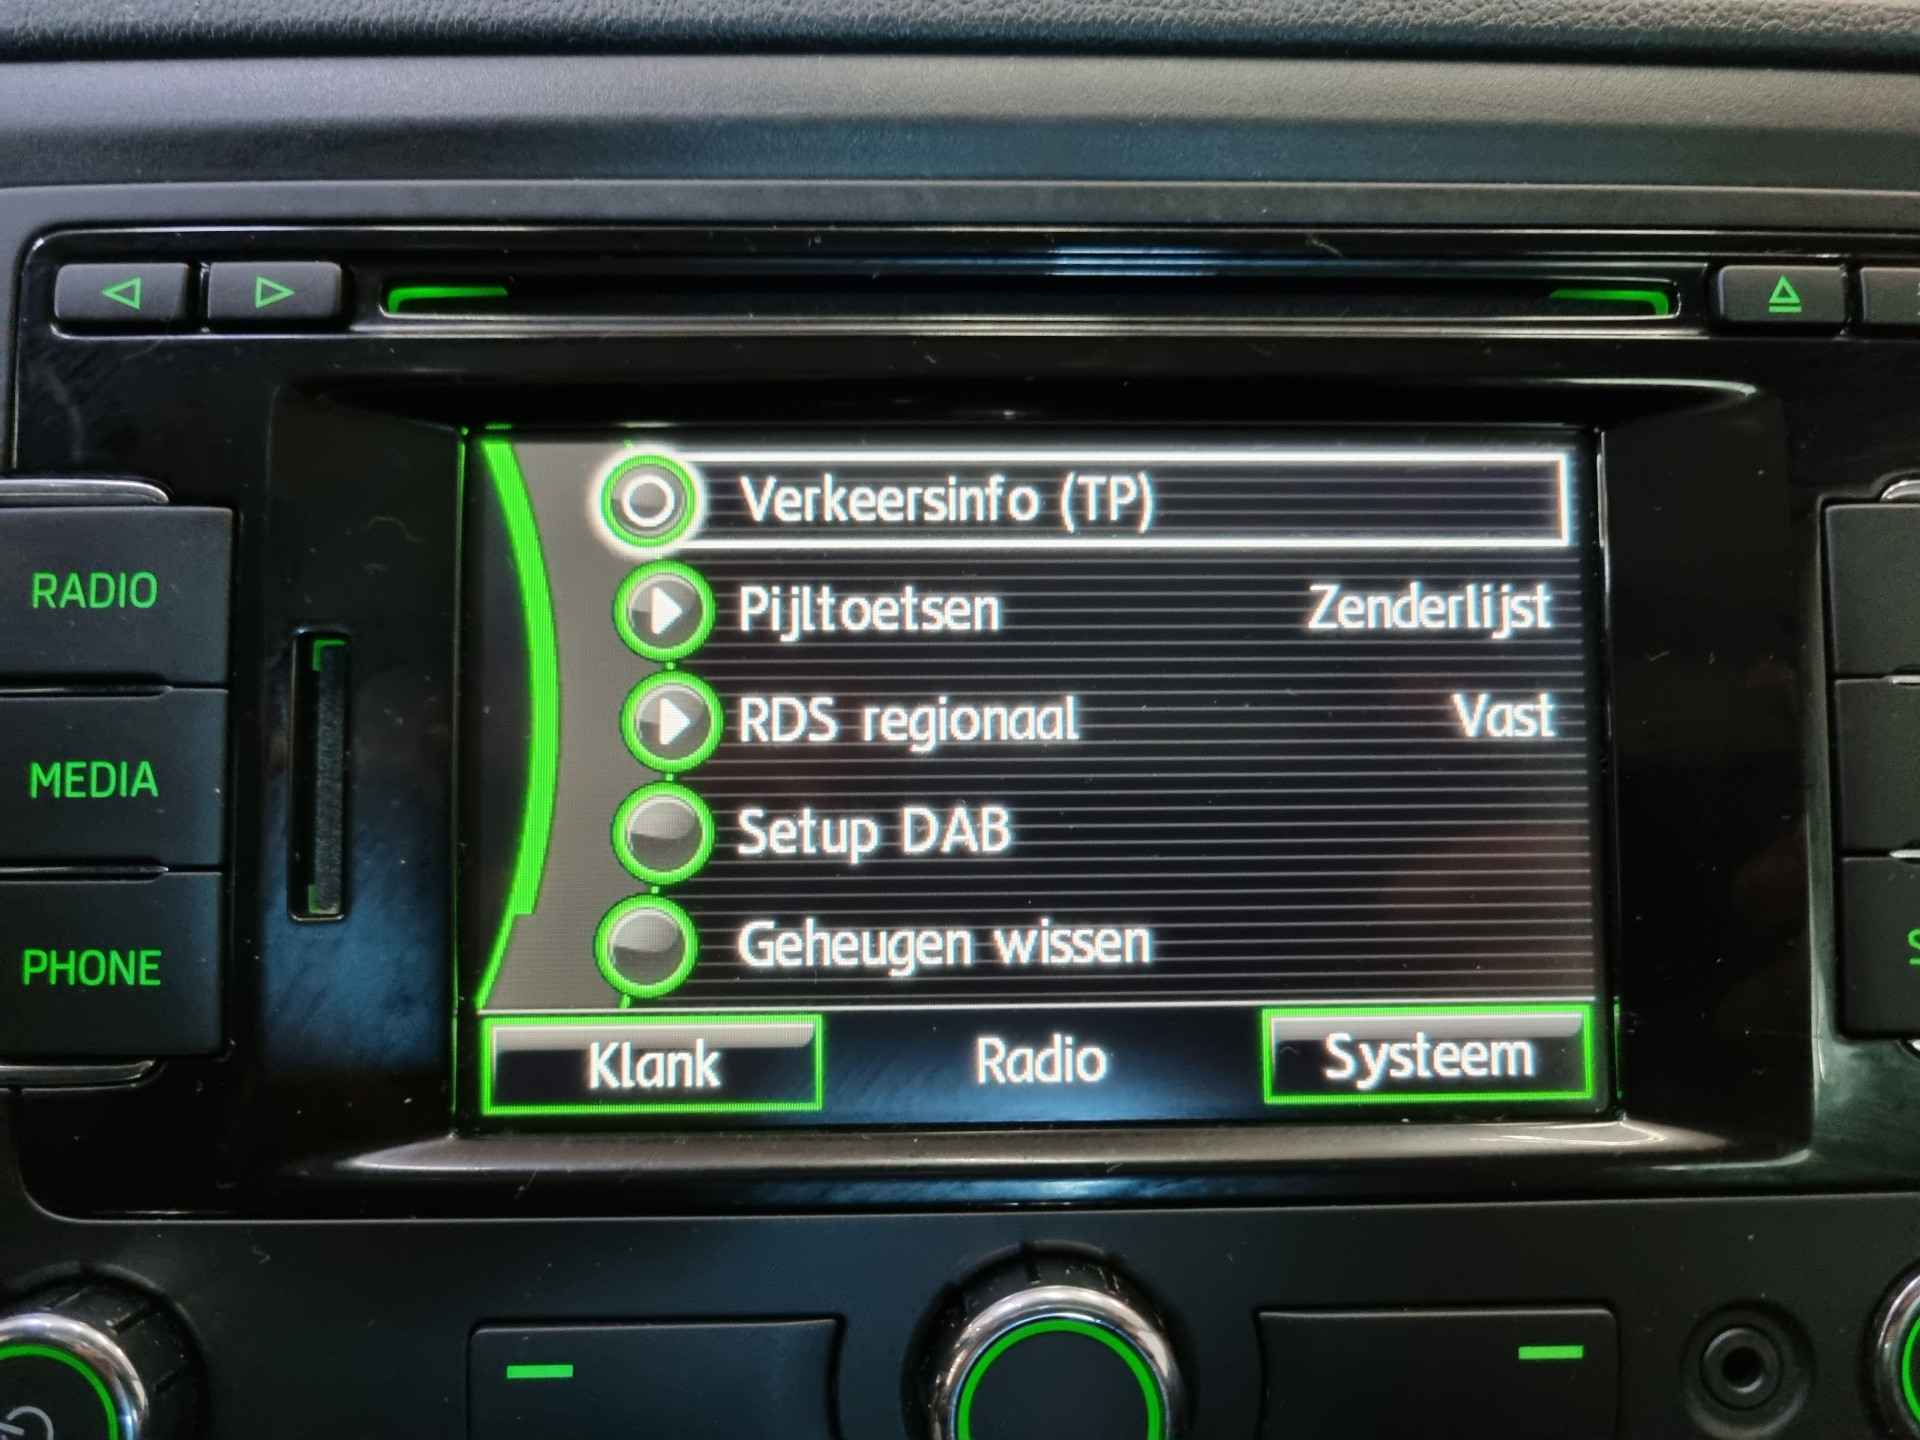 Verkeersinfo (TP)
Pijltoetsen Zenderlijst
RDS regionaal Vast
Setup DAB
Geheugen wissen
Klank Radio Systeem
RADIO
MEDIA
PHONE